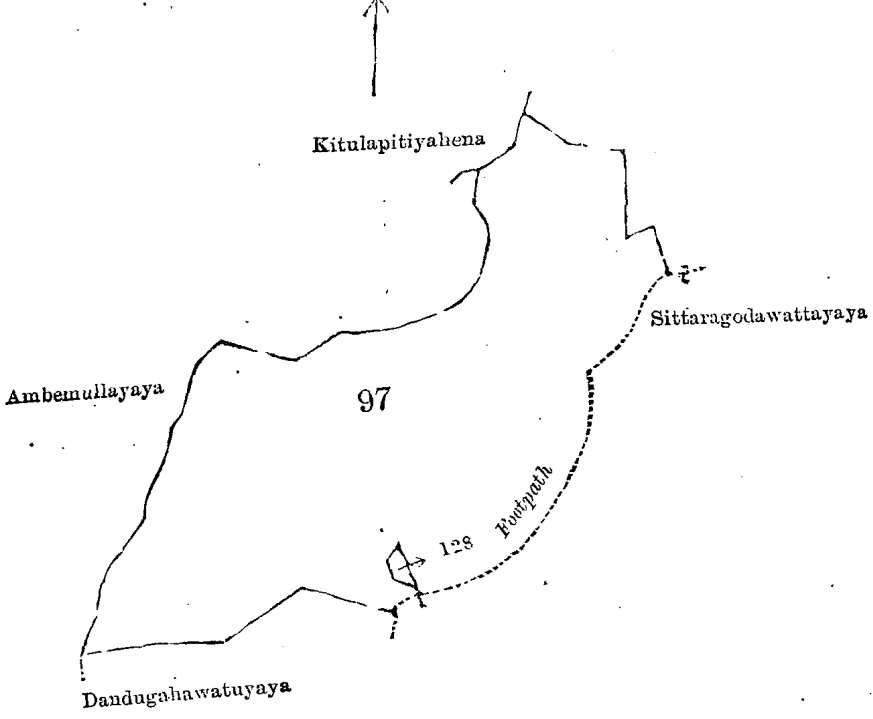 Kitulapitiyahena
Sittaragodawattayaya
Ambemullayaya
97
Footpath
128
Dandugahawatuyaya